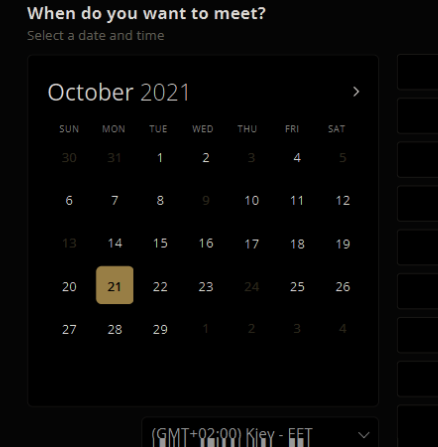 When do you want to meet?
Select a date and time
October 2021
SUN MON TUE WED THU FRI SAT
30 31 1 2 3 4 5
6 7 8 9 10 11 12
13 14 15 16 17 18 19
20 21 22 23 24 25 26
27 28 29 1 2 3 4
(GMT+02:00) Kiev - EET